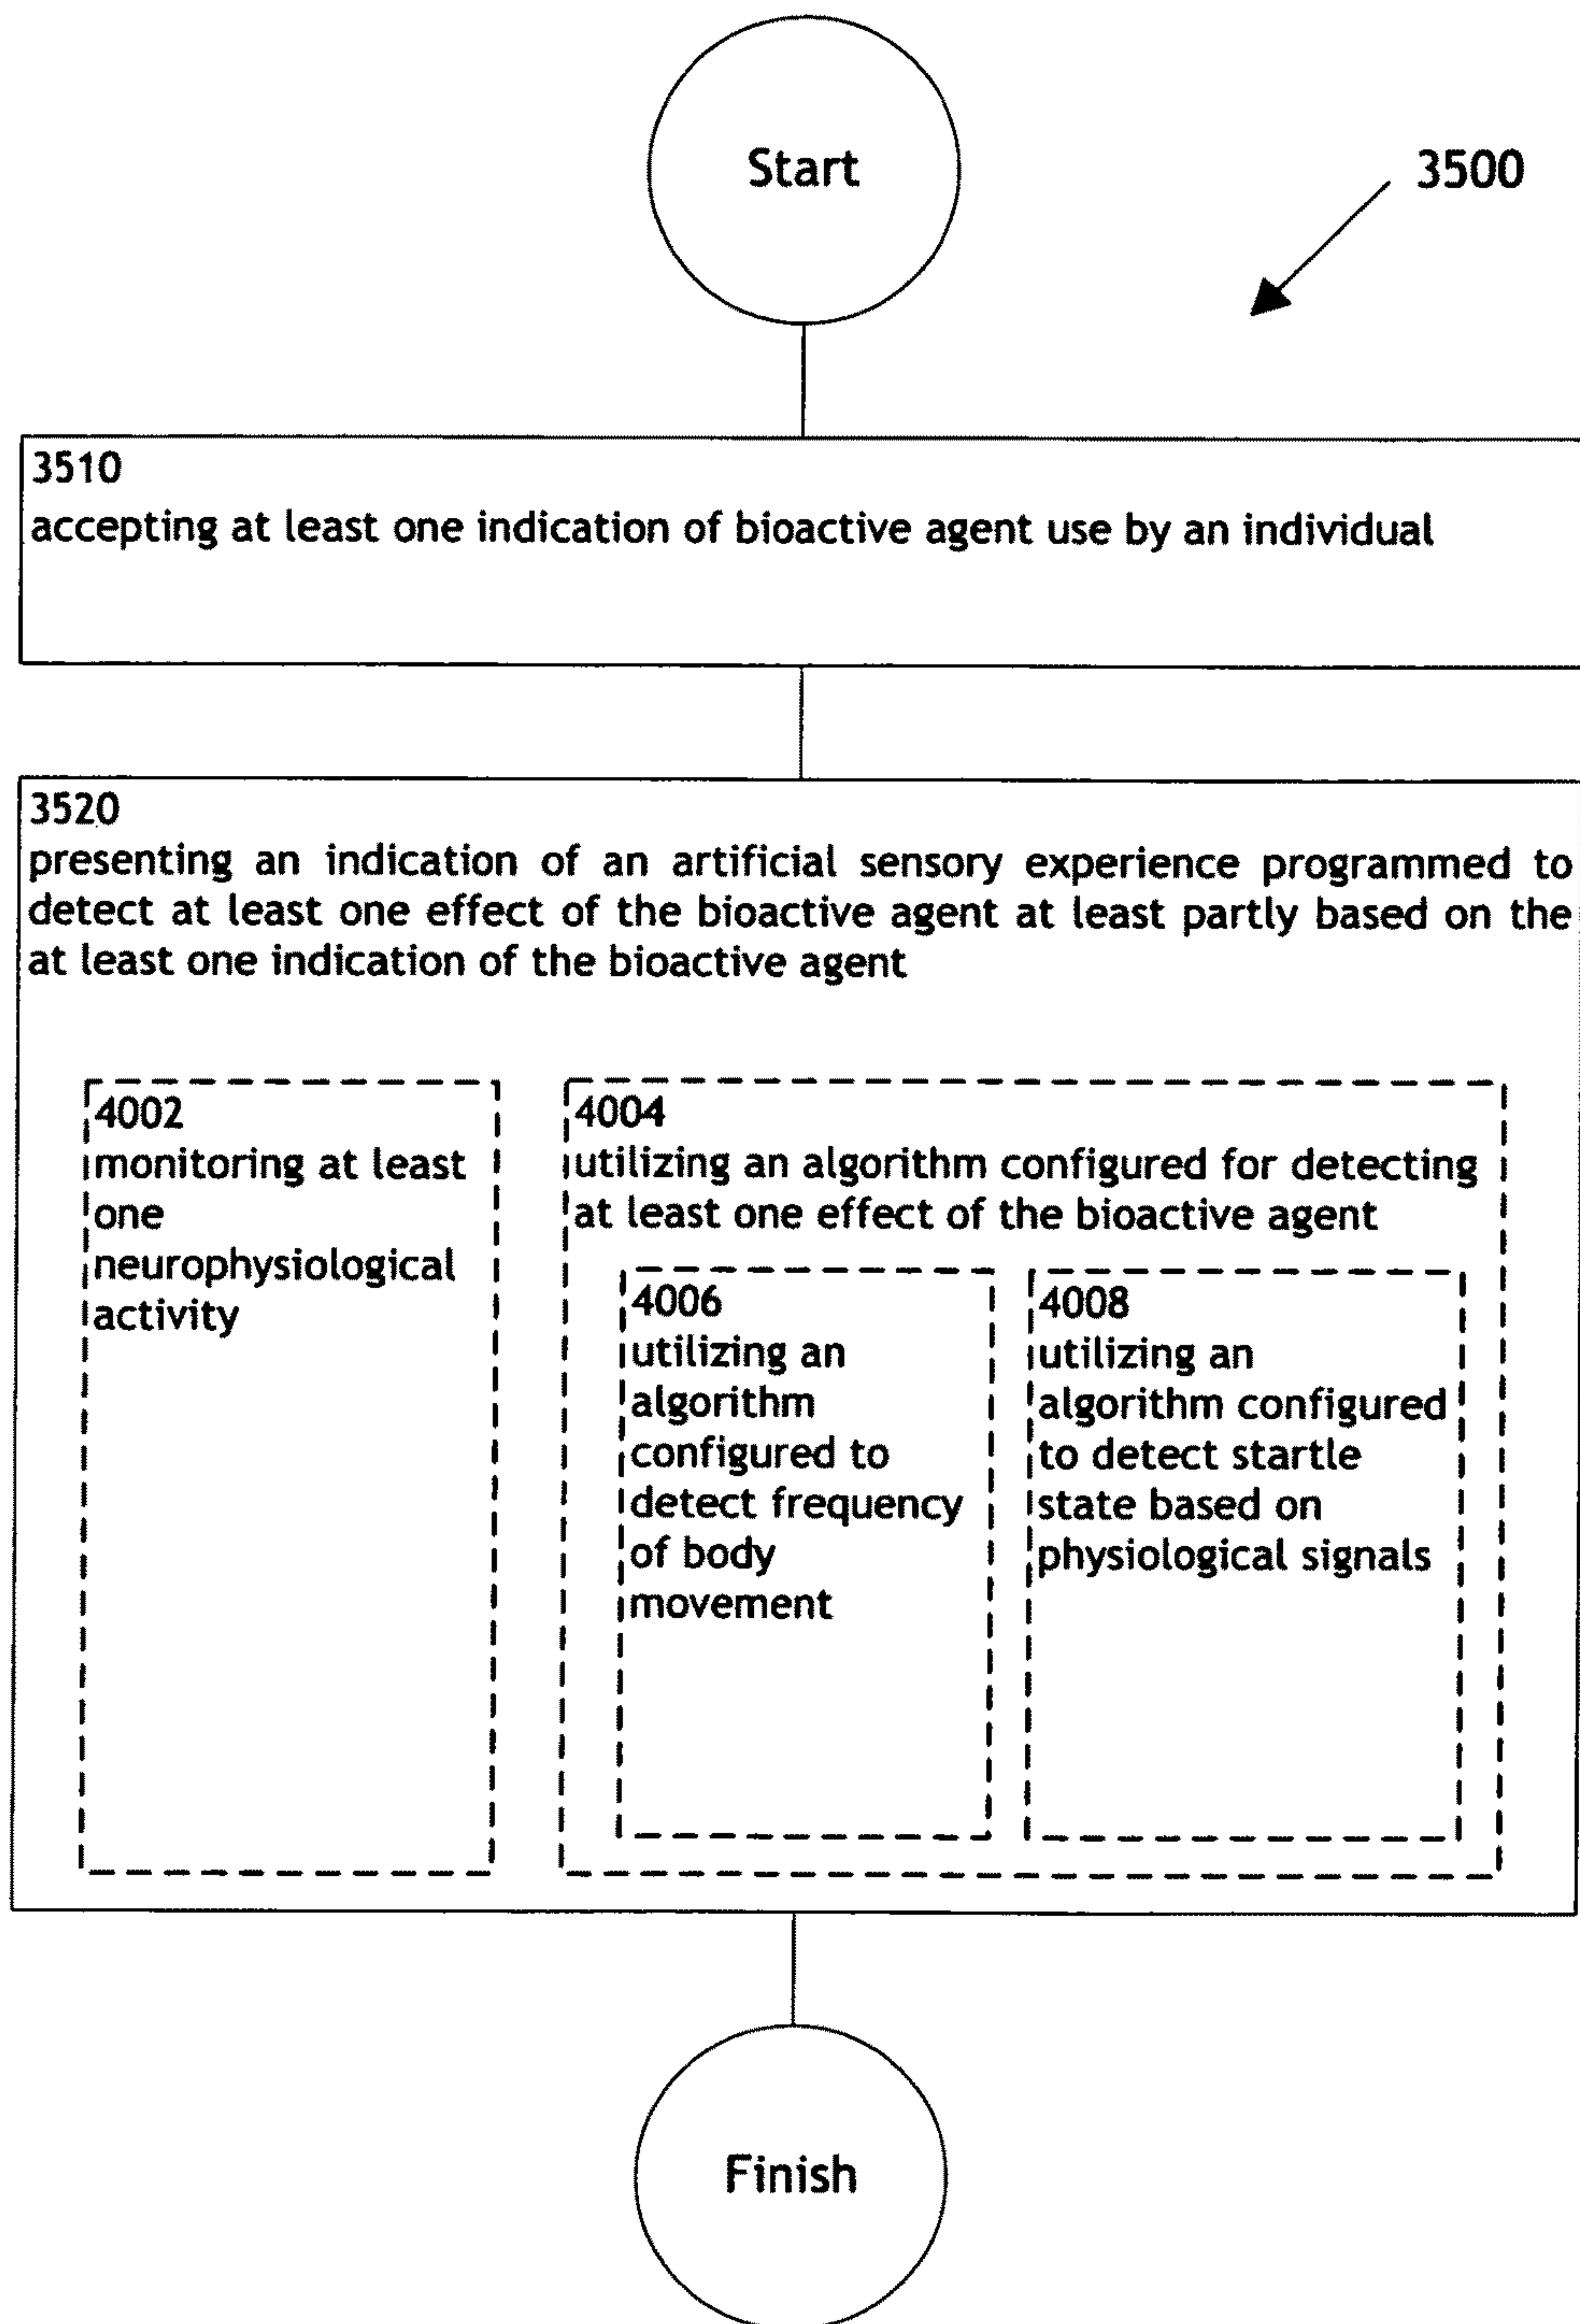 Start
3500
3510
accepting at least one indication of bioactive agent use by an individual
3520
presenting an indication of an artificial sensory experience programmed to
detect at least one effect of the bioactive agent at least partly based on the
at least one indication of the bioactive agent
4002
monitoring at least
one
neurophysiological
activity
4004
utilizing an algorithm configured for detecting
at least one effect of the bioactive agent
4006
utilizing an
algorithm
configured to
detect frequency
of body
movement
4008
utilizing an
algorithm configured
to detect startle
state based on
physiological signals
Finish